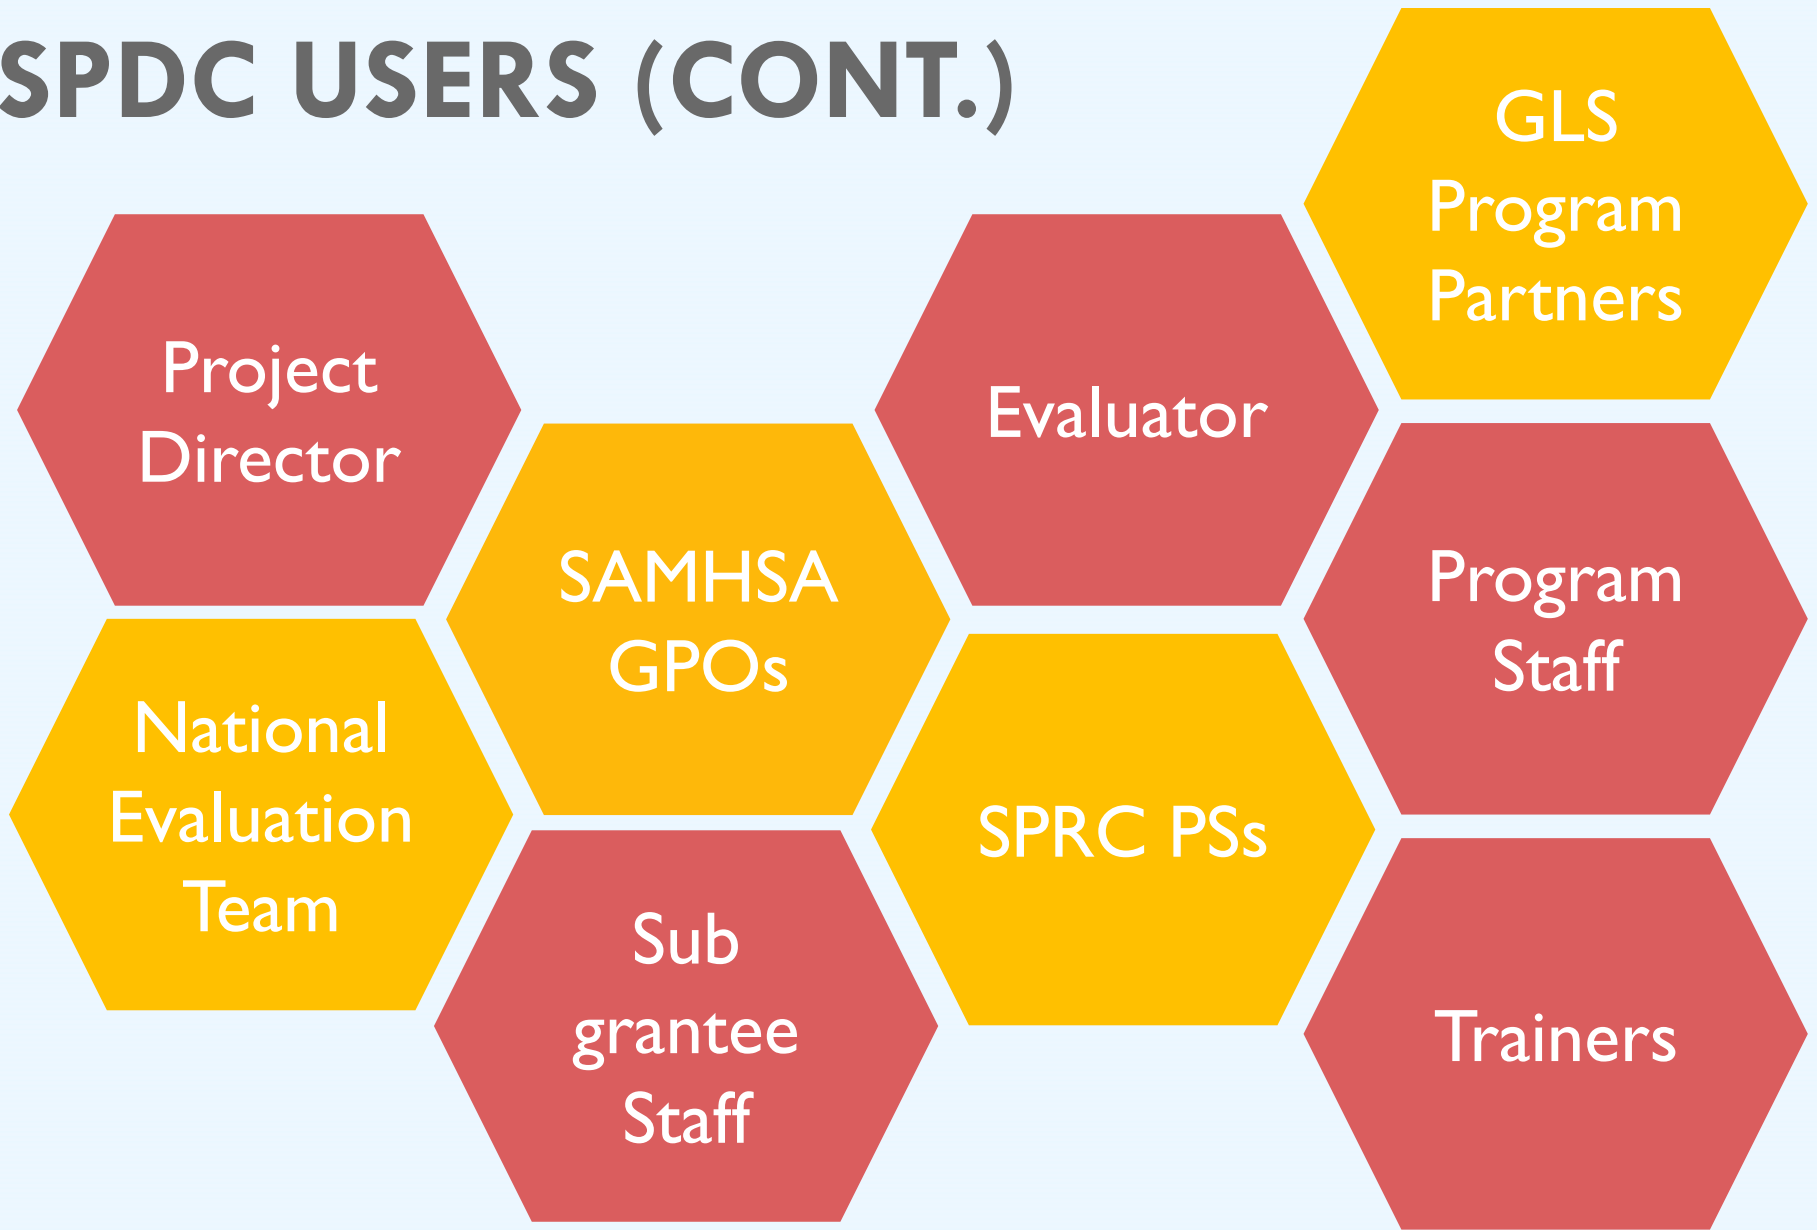 SPDC USERS (CONT.)
GLS
Program
Partners
Project
Director
Evaluator
SAMHSA
GPOs
Program
Staff
National
Evaluation
Team
SPRC PSs
Sub
grantee
Staff
Trainers